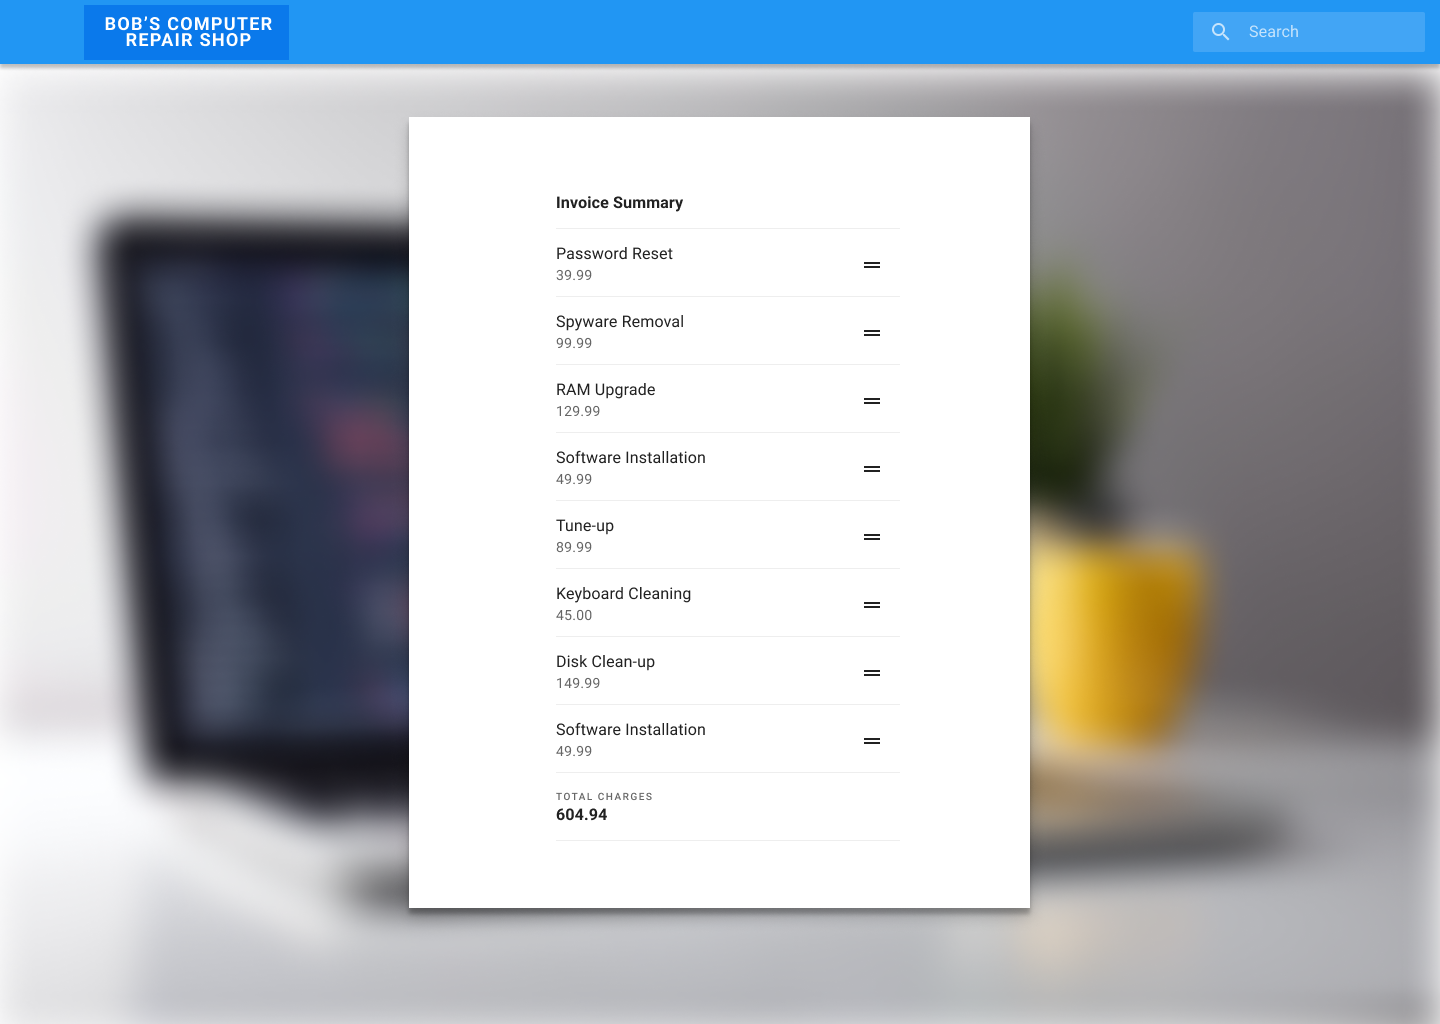 BOB’S COMPUTER
REPAIR SHOP
Search
Invoice Summary
Password Reset
39.99
Spyware Removal
99.99
RAM Upgrade
129.99
Software Installation
49.99
Tune-up
89.99
Keyboard Cleaning
45.00
Disk Clean-up
149.99
Software Installation
49.99
TOTAL CHARGES
604.94